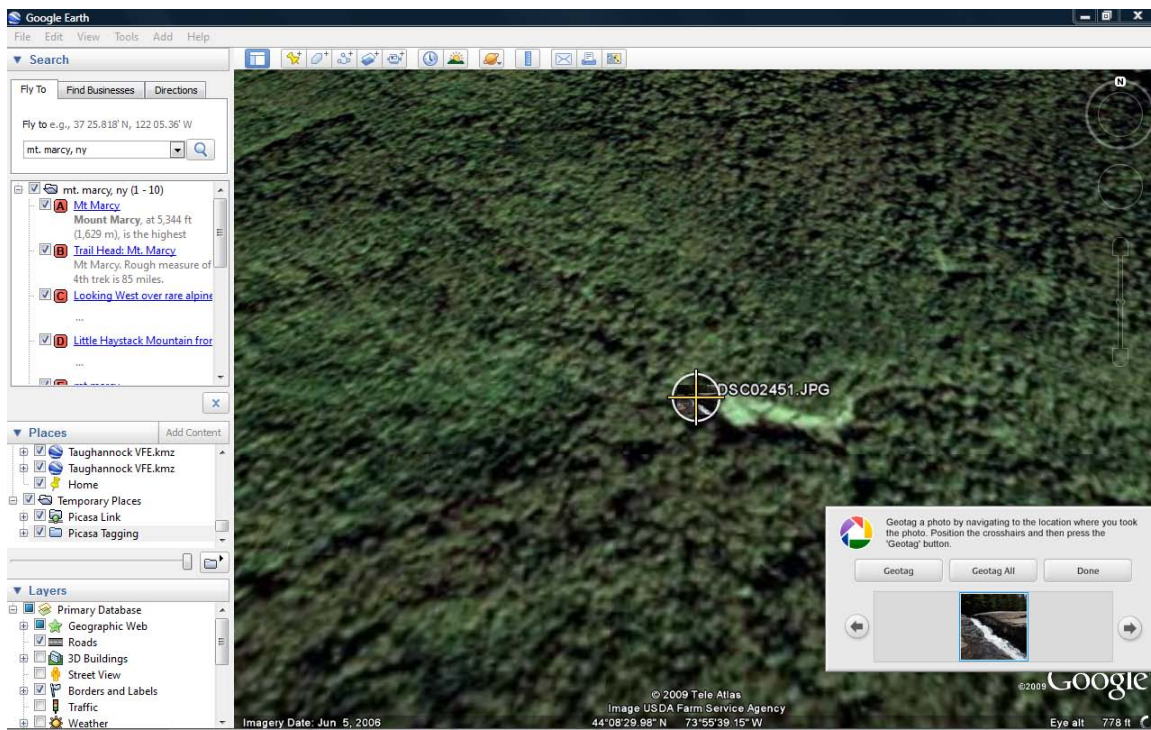 Google Earth
File Edit View Tools Add Help
Search
Fly To Find Businesses Directions
Fly to e.g., 37 25.818' N, 122 05.36' W
mt. marcy, ny
mt. marcy, ny (1 - 10)
A Mt Marcy
Mount Marcy, at 5,344 ft
(1,629 m), is the highest
B Trail Head: Mt. Marcy
Mt Marcy. Rough measure of
4th trek is 85 miles.
C Looking West over rare alpine
...
D Little Haystack Mountain fror
...
Places Add Content
Taughannock VFE.kmz
Taughannock VFE.kmz
Home
Temporary Places
Picasa Link
Picasa Tagging
Layers
Primary Database
Geographic Web
Roads
3D Buildings
Street View
Borders and Labels
Traffic
Weather
N
DSC02451.JPG
Geotag a photo by navigating to the location where you took
the photo. Position the crosshairs and then press the
'Geotag' button.
Geotag Geotag All Done
©2009 Google
© 2009 Tele Atlas
Image USDA Farm Service Agency
Imagery Date: Jun 5, 2006 44°08'29.98" N 73°55'39.15" W Eye alt 778 ft